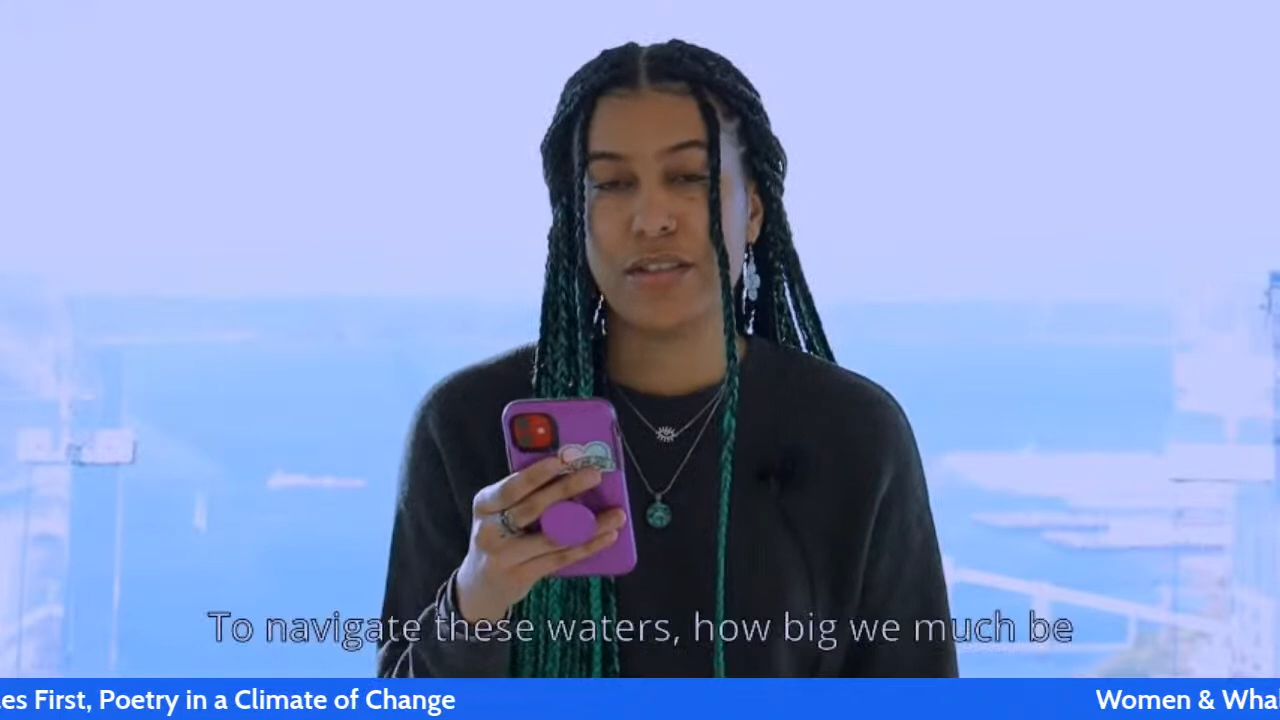 To navigate these waters, how big we much be
es First, Poetry in a Climate of Change
Women & Wha